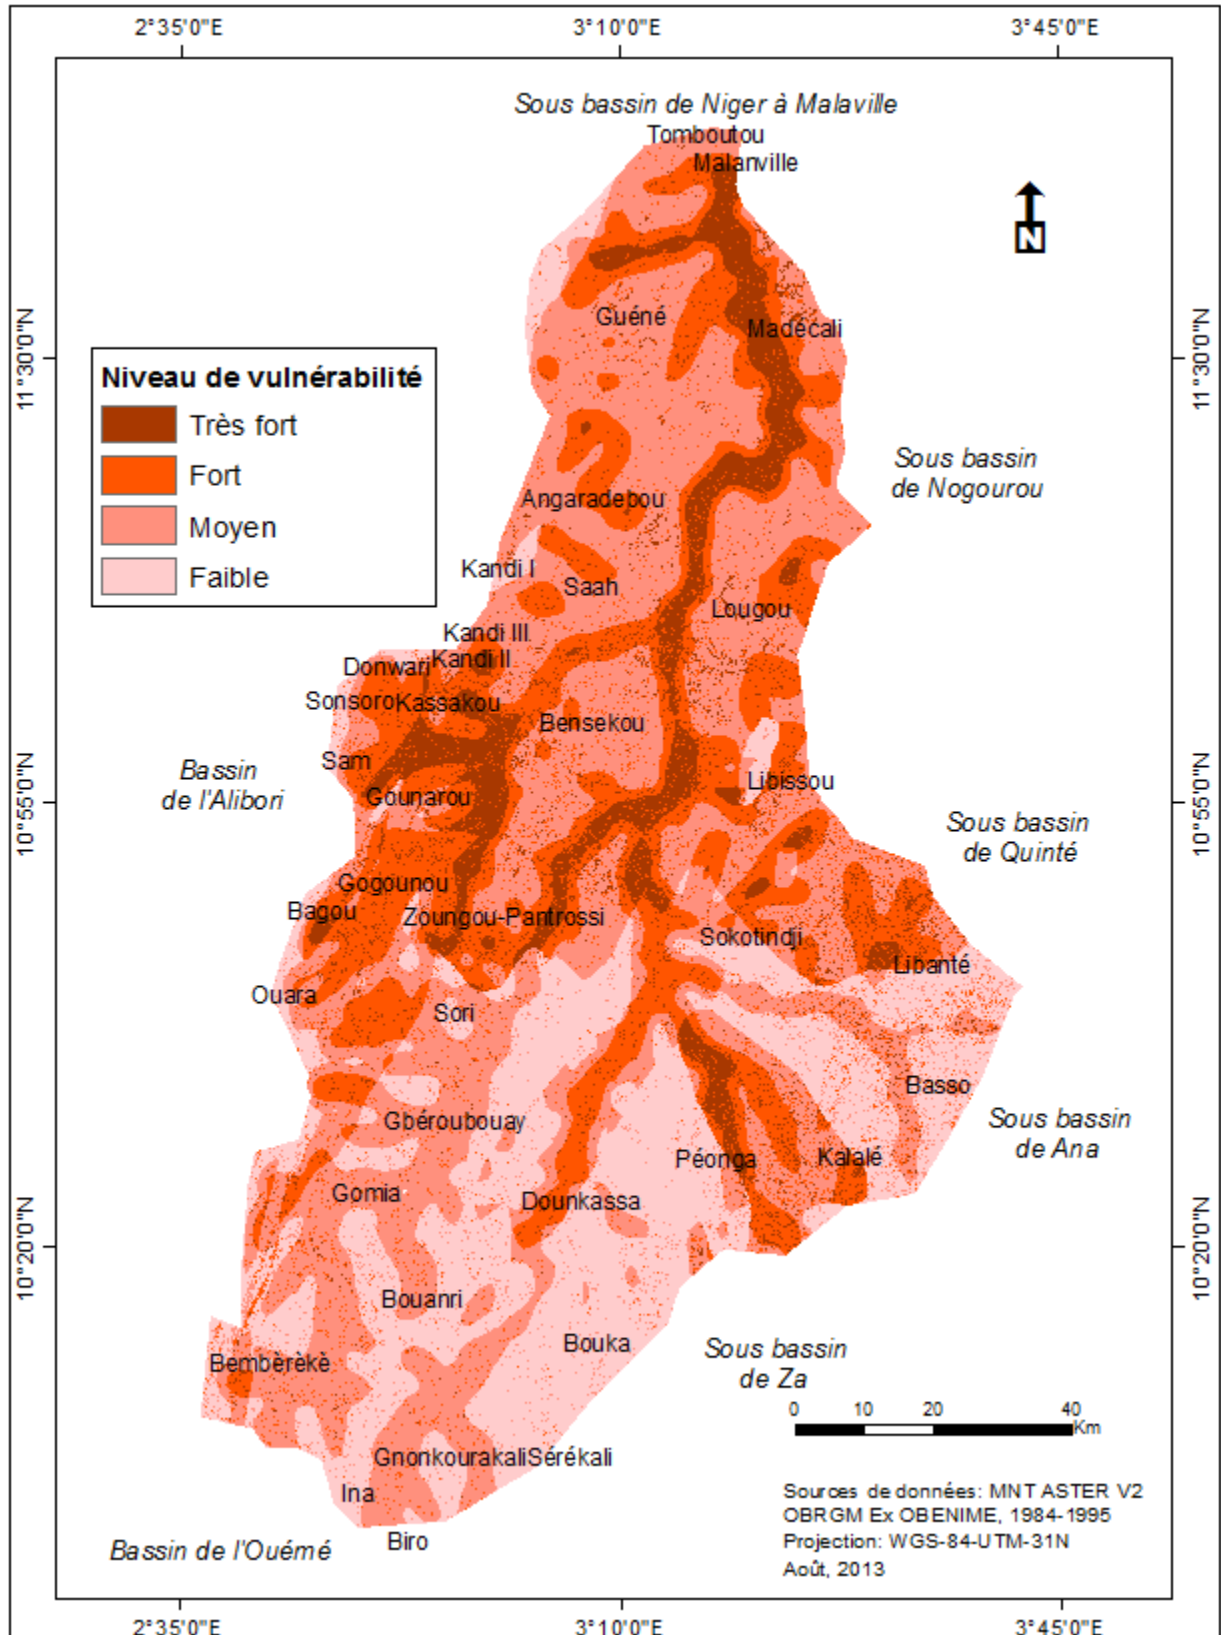 2°35'0"E 3°10'0"E 3°45'0"E
Sous bassin de Niger à Malaville
Tomboutou
Malanville
N
Guéné
Madécali
11°30'0"N
11°30'0"N
Niveau de vulnérabilité
Très fort
Fort
Moyen
Faible
Sous bassin
de Nogourou
Angaradebou
Kandi I
Saah
Lougou
Kandi III
Kandi II
Donwari
Sonsoro
Kassakou
Bensekou
Sam
Bassin
de l'Alibori
Libissou
Gounarou
10°55'0"N
10°55'0"N
Sous bassin
de Quinté
Gogounou
Bagou
Zoungou-Pantrossi
Sokotindji
Libanté
Ouara
Sori
Basso
Gbéroubouay
Sous bassin
de Ana
Péonga
Kalalé
Gomia
Dounkassa
10°20'0"N
10°20'0"N
Bouanri
Bouka
Sous bassin
de Za
Bembèrèkè
0 10 20 40
Km
Gnonkourakali
Sérékali
Ina
Sources de données: MNT ASTER V2
OBRGM Ex OBENIME, 1984-1995
Projection: WGS-84-UTM-31N
Août, 2013
Biro
Bassin de l'Ouémé
2°35'0"E 3°10'0"E 3°45'0"E